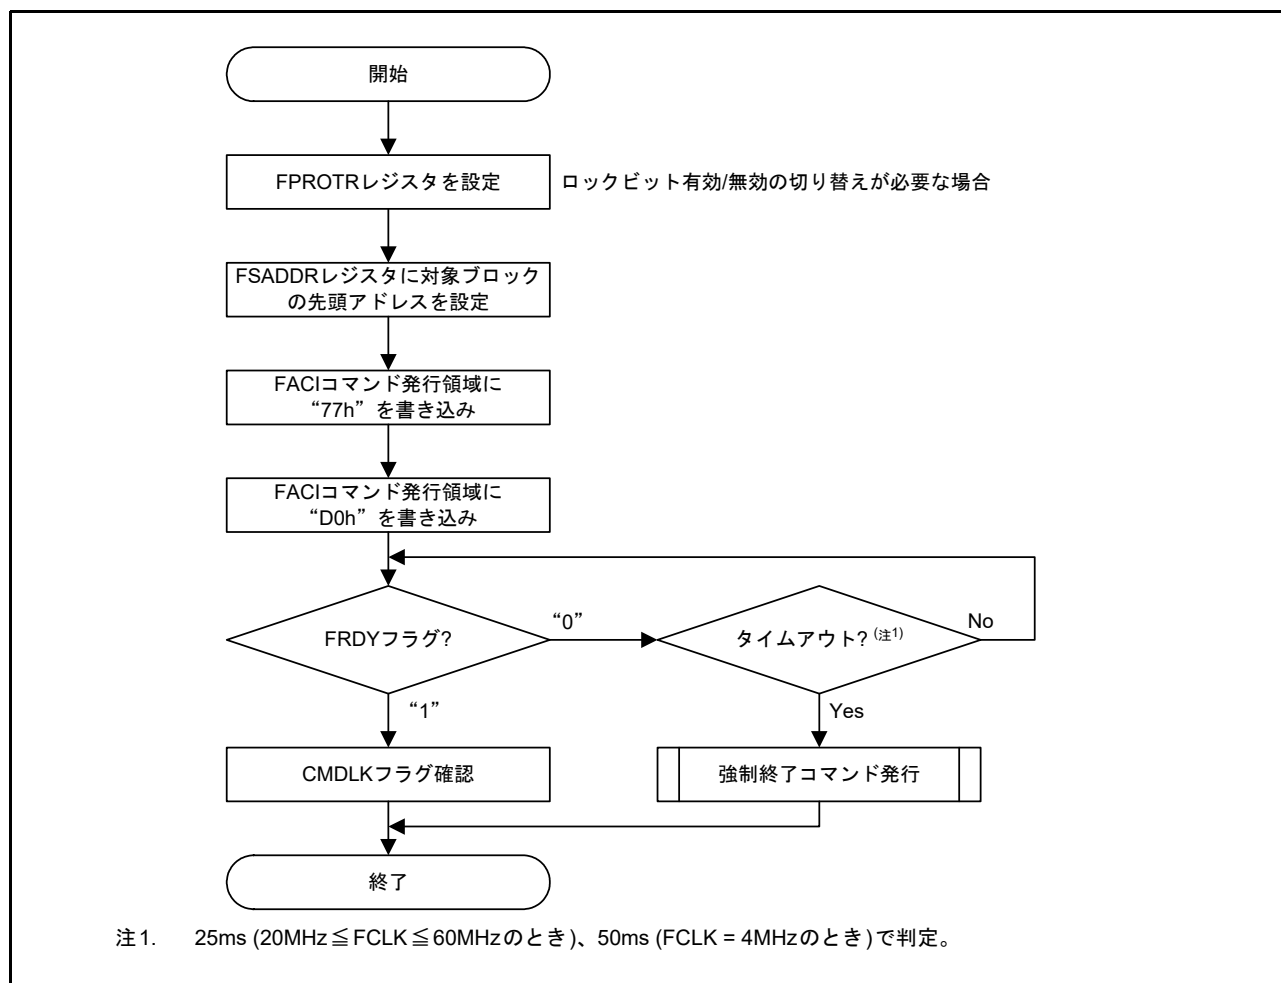 開始
FPROTRレジスタを設定
ロックビット有効/無効の切り替えが必要な場合
FSADDRレジスタに対象ブロック
の先頭アドレスを設定
FACIコマンド発行領域に
“77h”を書き込み
FACIコマンド発行領域に
“D0h”を書き込み
FRDYフラグ?
“0”
タイムアウト? (注1)
No
“1”
Yes
CMDLKフラグ確認
強制終了コマンド発行
終了
注1. 25ms (20MHz≦FCLK≦60MHzのとき)、50ms (FCLK = 4MHzのとき)で判定。